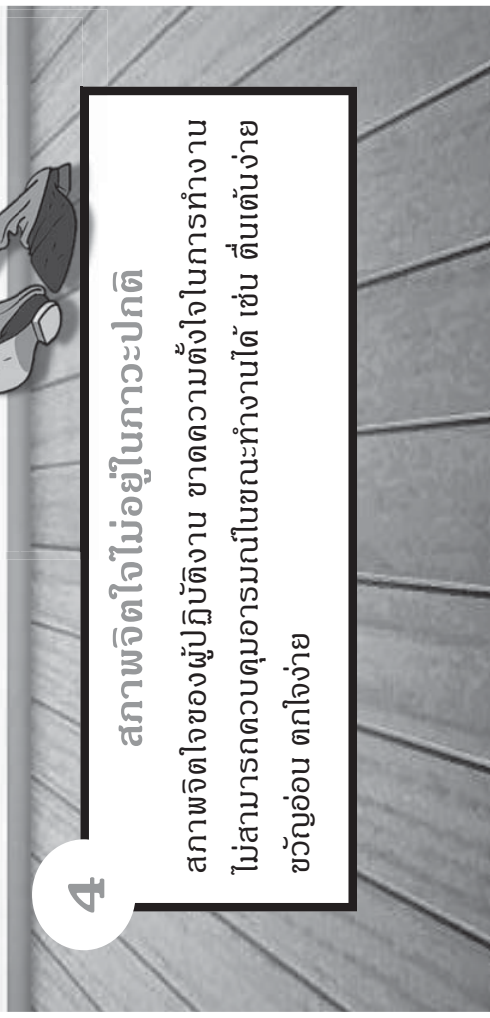 4
สภาพจิตใจไม่อยู่ในภาวะปกติ
สภาพจิตใจของผู้ปฏิบัติงาน ขาดความตั้งใจในการทำงาน
ไม่สามารถควบคุมอารมณ์ในขณะทำงานได้ เช่น ตื่นเต้นง่าย
ขวัญอ่อน ตกใจง่าย